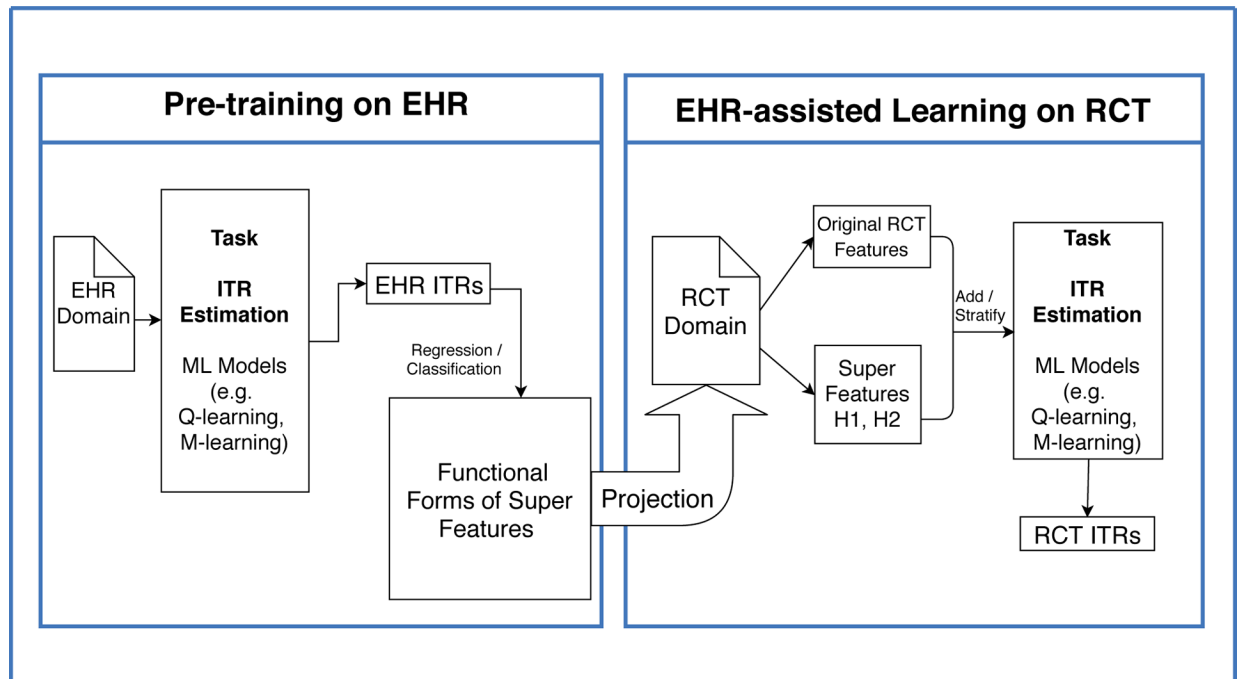 Pre-training on EHR
EHR
Domain
Task
ITR
Estimation
ML Models
(e.g.
Q-learning,
M-learning)
EHR ITRs
Regression /
Classification
Functional
Forms of Super
Features
Projection
EHR-assisted Learning on RCT
RCT
Domain
Original RCT
Features
Super
Features
H1, H2
Add /
Stratify
Task
ITR
Estimation
ML Models
(e.g.
Q-learning,
M-learning)
RCT ITRs